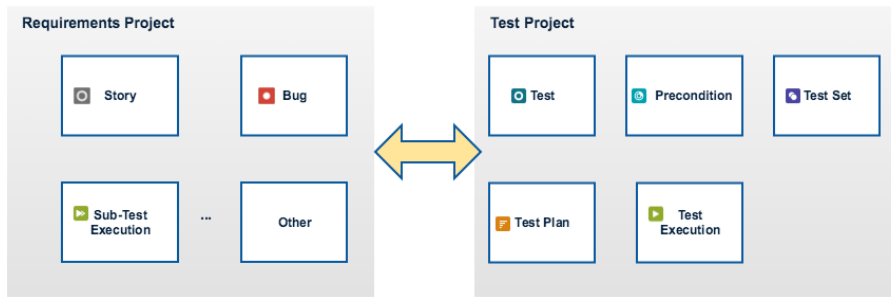 Requirements Project
Test Project
Story
Bug
Test
Precondition
Test Set
Sub-Test
Execution
...
Other
Test Plan
Test
Execution